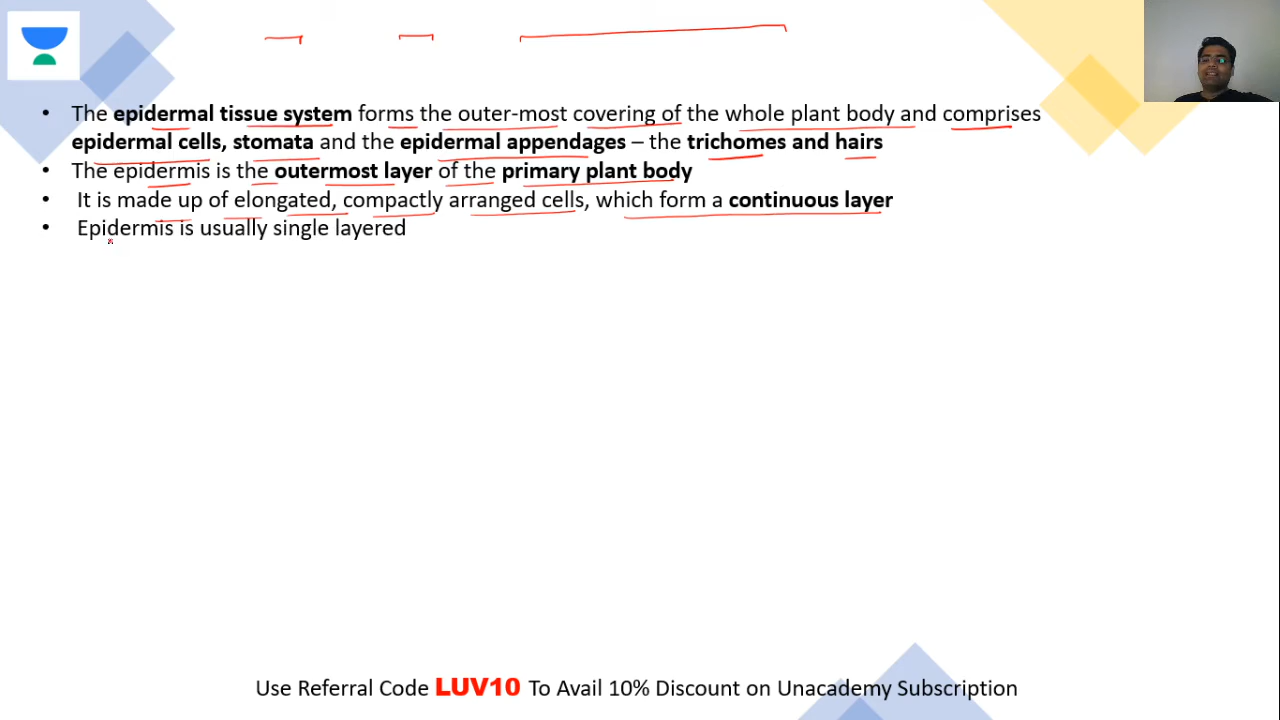 • The epidermal tissue system forms the outer-most covering of the whole plant body and comprises
epidermal cells, stomata and the epidermal appendages – the trichomes and hairs
• The epidermis is the outermost layer of the primary plant body
• It is made up of elongated, compactly arranged cells, which form a continuous layer
• Epidermis is usually single layered
Use Referral Code LUV10 To Avail 10% Discount on Unacademy Subscription